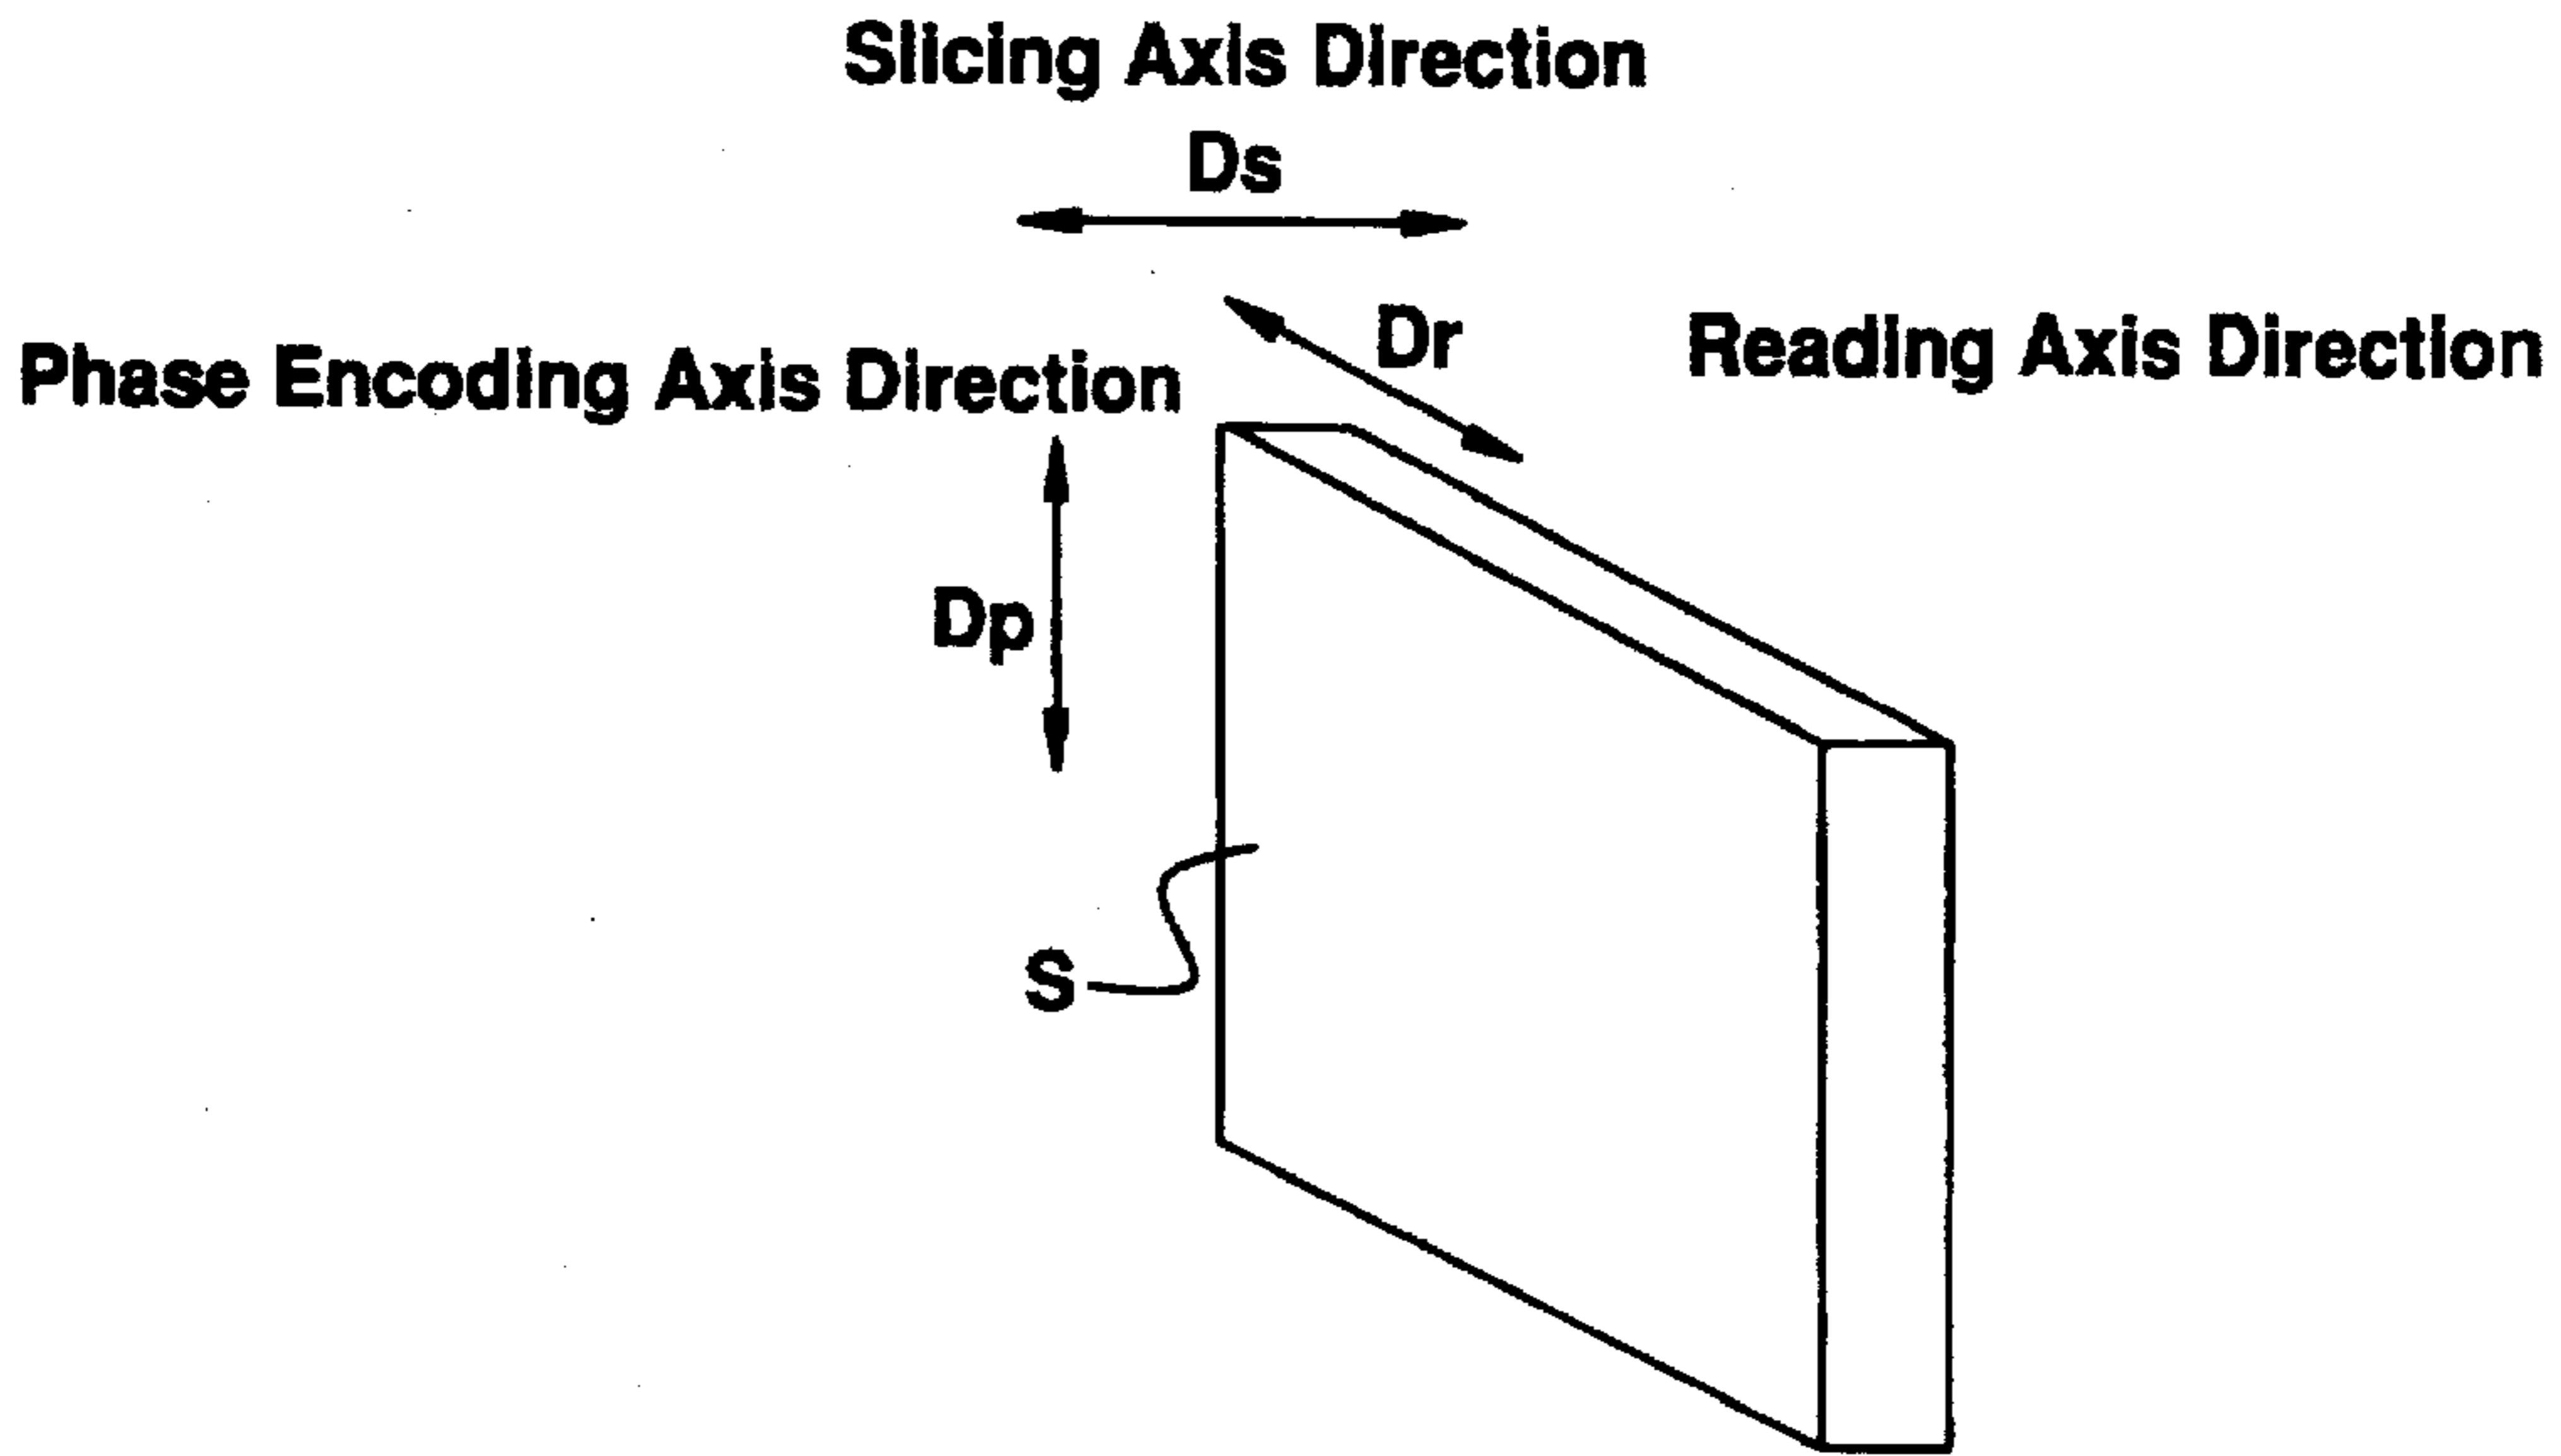 Slicing Axis Direction
Ds
Dr
Reading Axis Direction
Phase Encoding Axis Direction
Dp
S